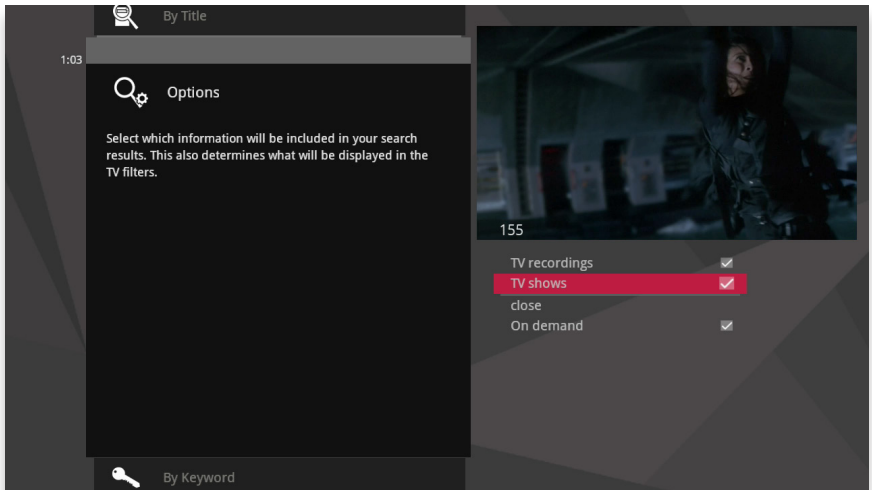 By Title
1:03
Options
Select which information will be included in your search
results. This also determines what will be displayed in the
TV filters.
155
TV recordings
TV shows
close
On demand
By Keyword